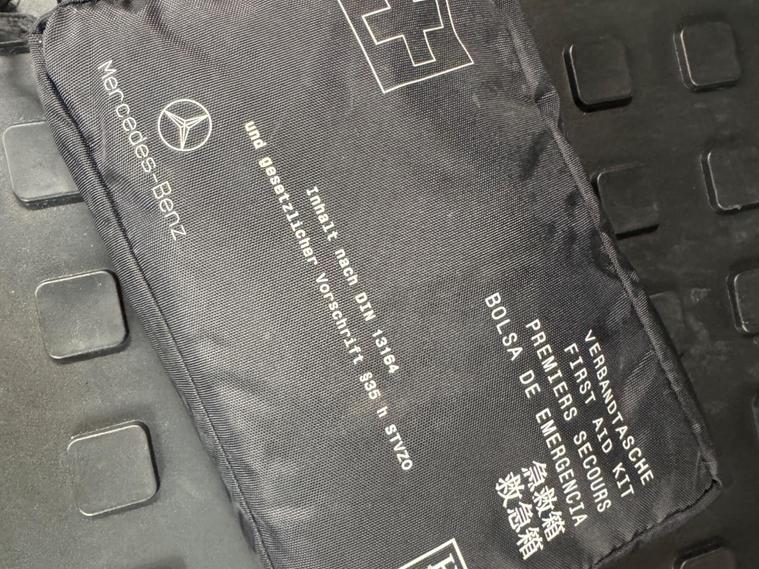 Mercedes-Benz
Inhalt nach DIN 13164
und gesetzlicher Vorschrift §35 h STVZO
VERBANDTASCHE
FIRST AID KIT
PREMIERS SECOURS
BOLSA DE EMERGENCIA
急救箱
救急箱